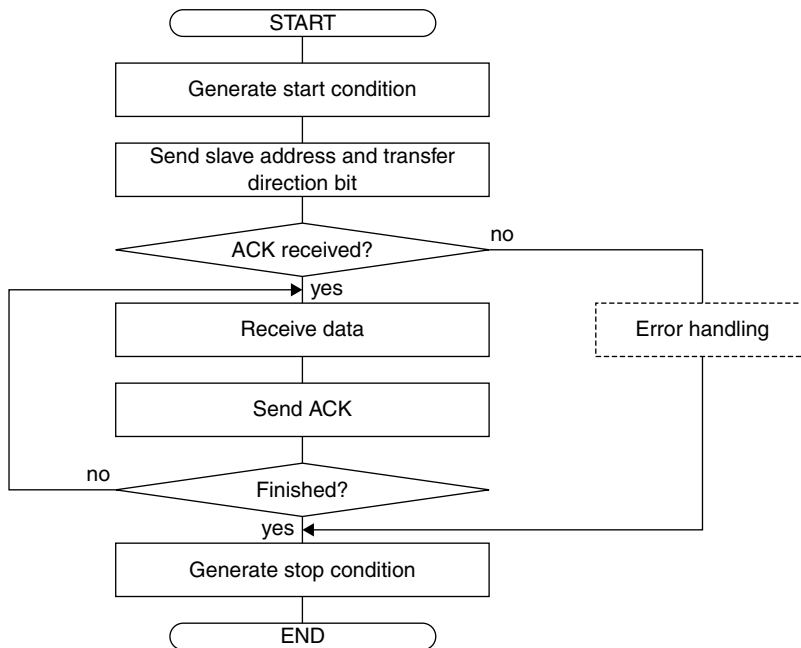 START
Generate start condition
Send slave address and transfer
direction bit
ACK received?
no
yes
Receive data
Error handling
Send ACK
no
Finished?
yes
Generate stop condition
END